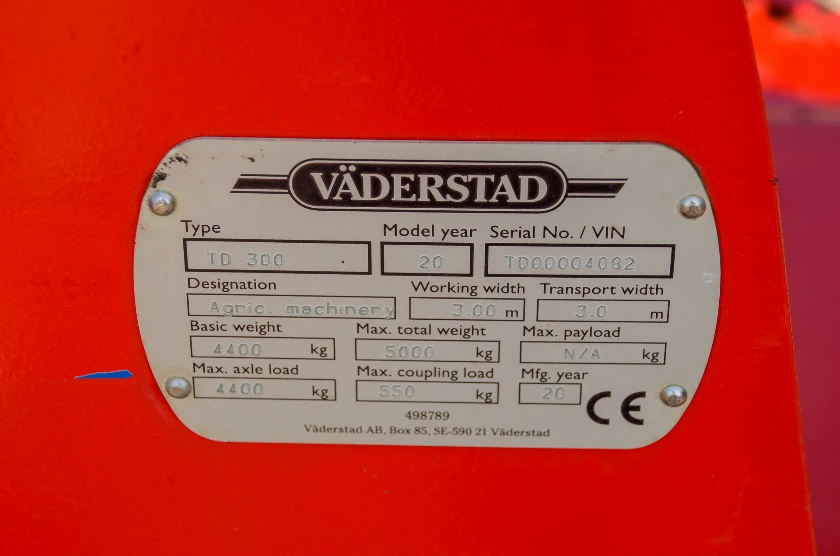 VÄDERSTAD
Type Model year Serial No. / VIN
TD 300 20 TD00004082
Designation Working width Transport width
Agric. machinery 3.00 m 3.0 m
Basic weight Max. total weight Max. payload
4400 kg 5000 kg N/A kg
Max. axle load Max. coupling load Mfg. year
4400 kg 550 kg 20 CE
498789
Väderstad AB, Box 85, SE-590 21 Väderstad